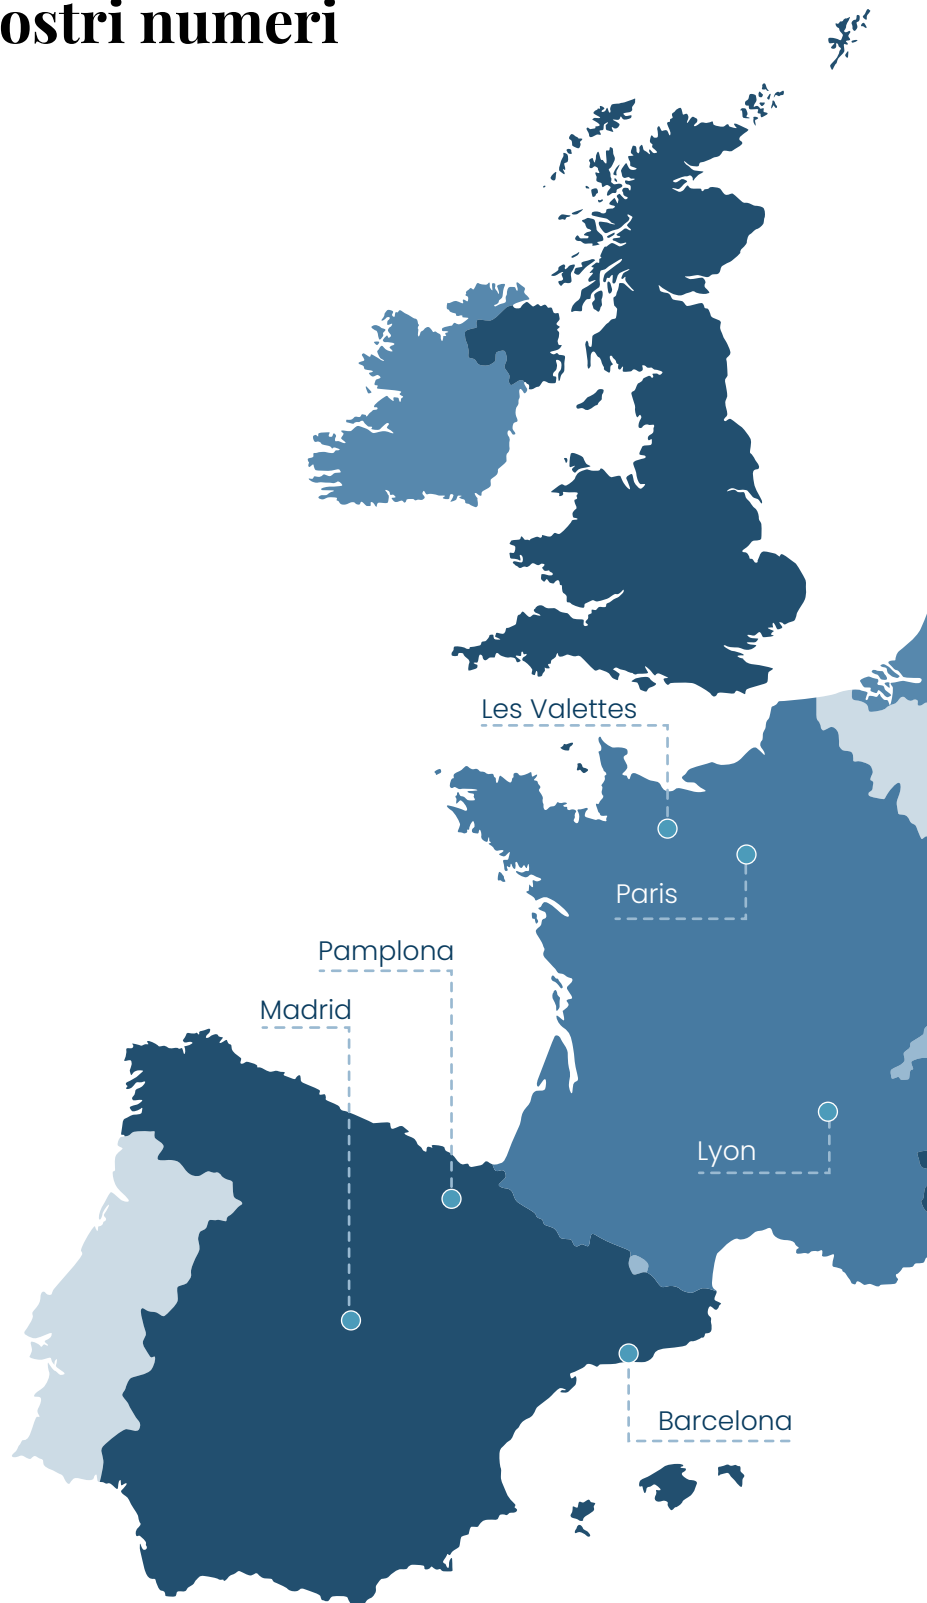 ostri numeri
Les Valettes
Paris
Pamplona
Madrid
Lyon
Barcelona